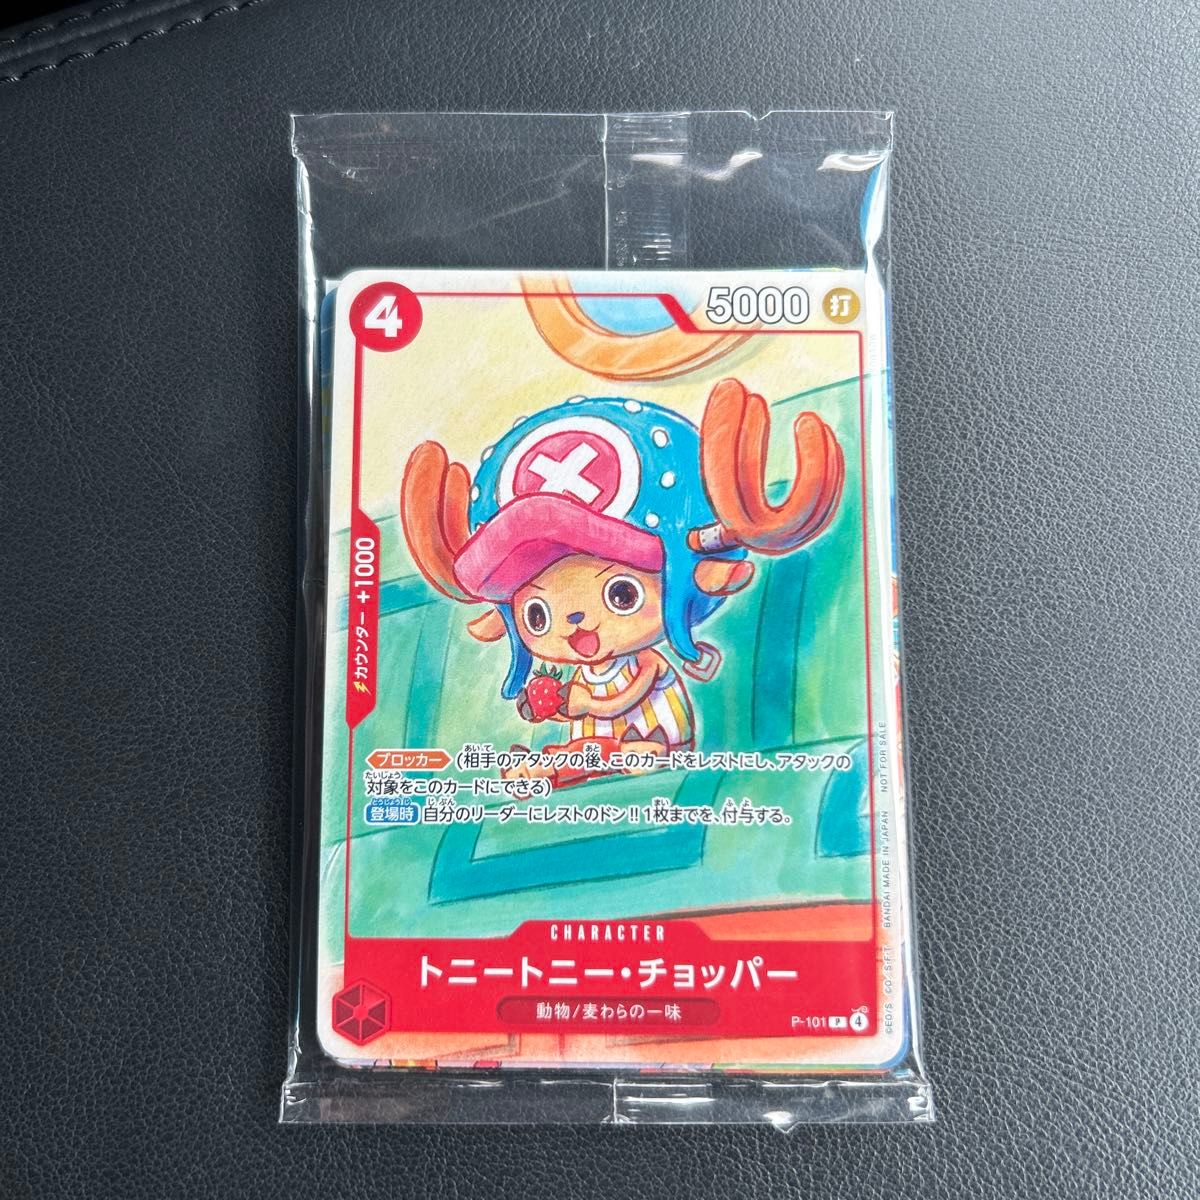 4
5000
打
カウンター +1000
ブロッカー (相手のアタックの後、このカードをレストにし、アタックの
対象をこのカードにできる)
登場時 自分のリーダーにレストのドン!!1枚までを、付与する。
CHARACTER
トニートニー・チョッパー
動物/麦わらの一味
P-101 P 4
BANDAI MADE IN JAPAN NOT FOR SALE